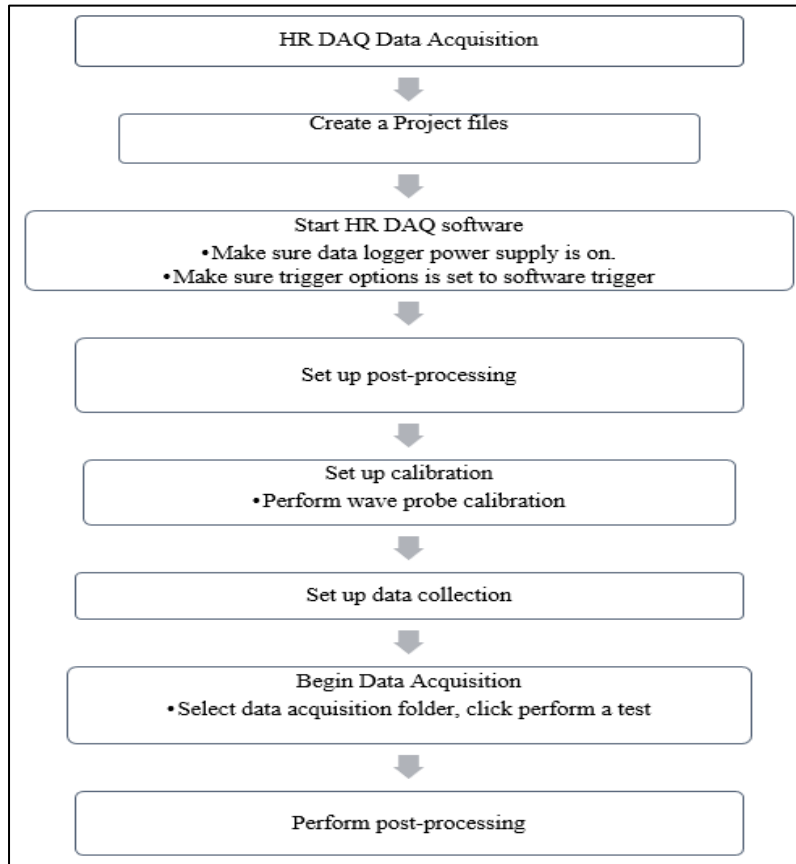 HR DAQ Data Acquisition
Create a Project files
Start HR DAQ software
•Make sure data logger power supply is on.
•Make sure trigger options is set to software trigger
Set up post-processing
Set up calibration
•Perform wave probe calibration
Set up data collection
Begin Data Acquisition
•Select data acquisition folder, click perform a test
Perform post-processing